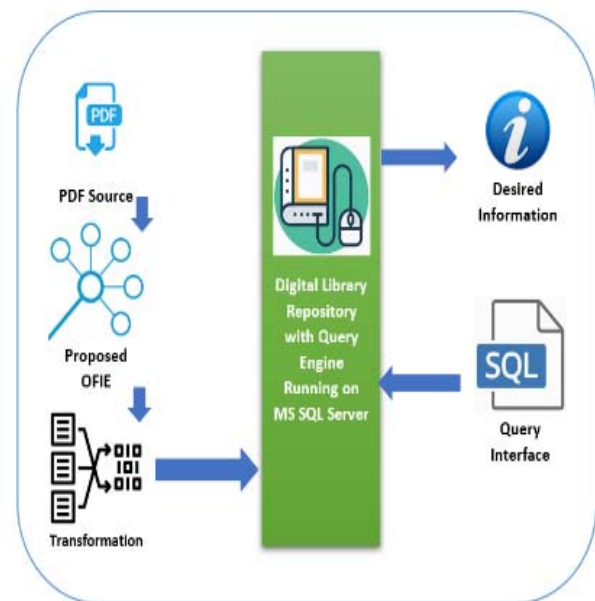 PDF
PDF Source
Proposed
OFIE
Transformation
Digital Library
Repository
with Query
Engine
Running on
MS SQL Server
i
Desired
Information
SQL
Query
Interface